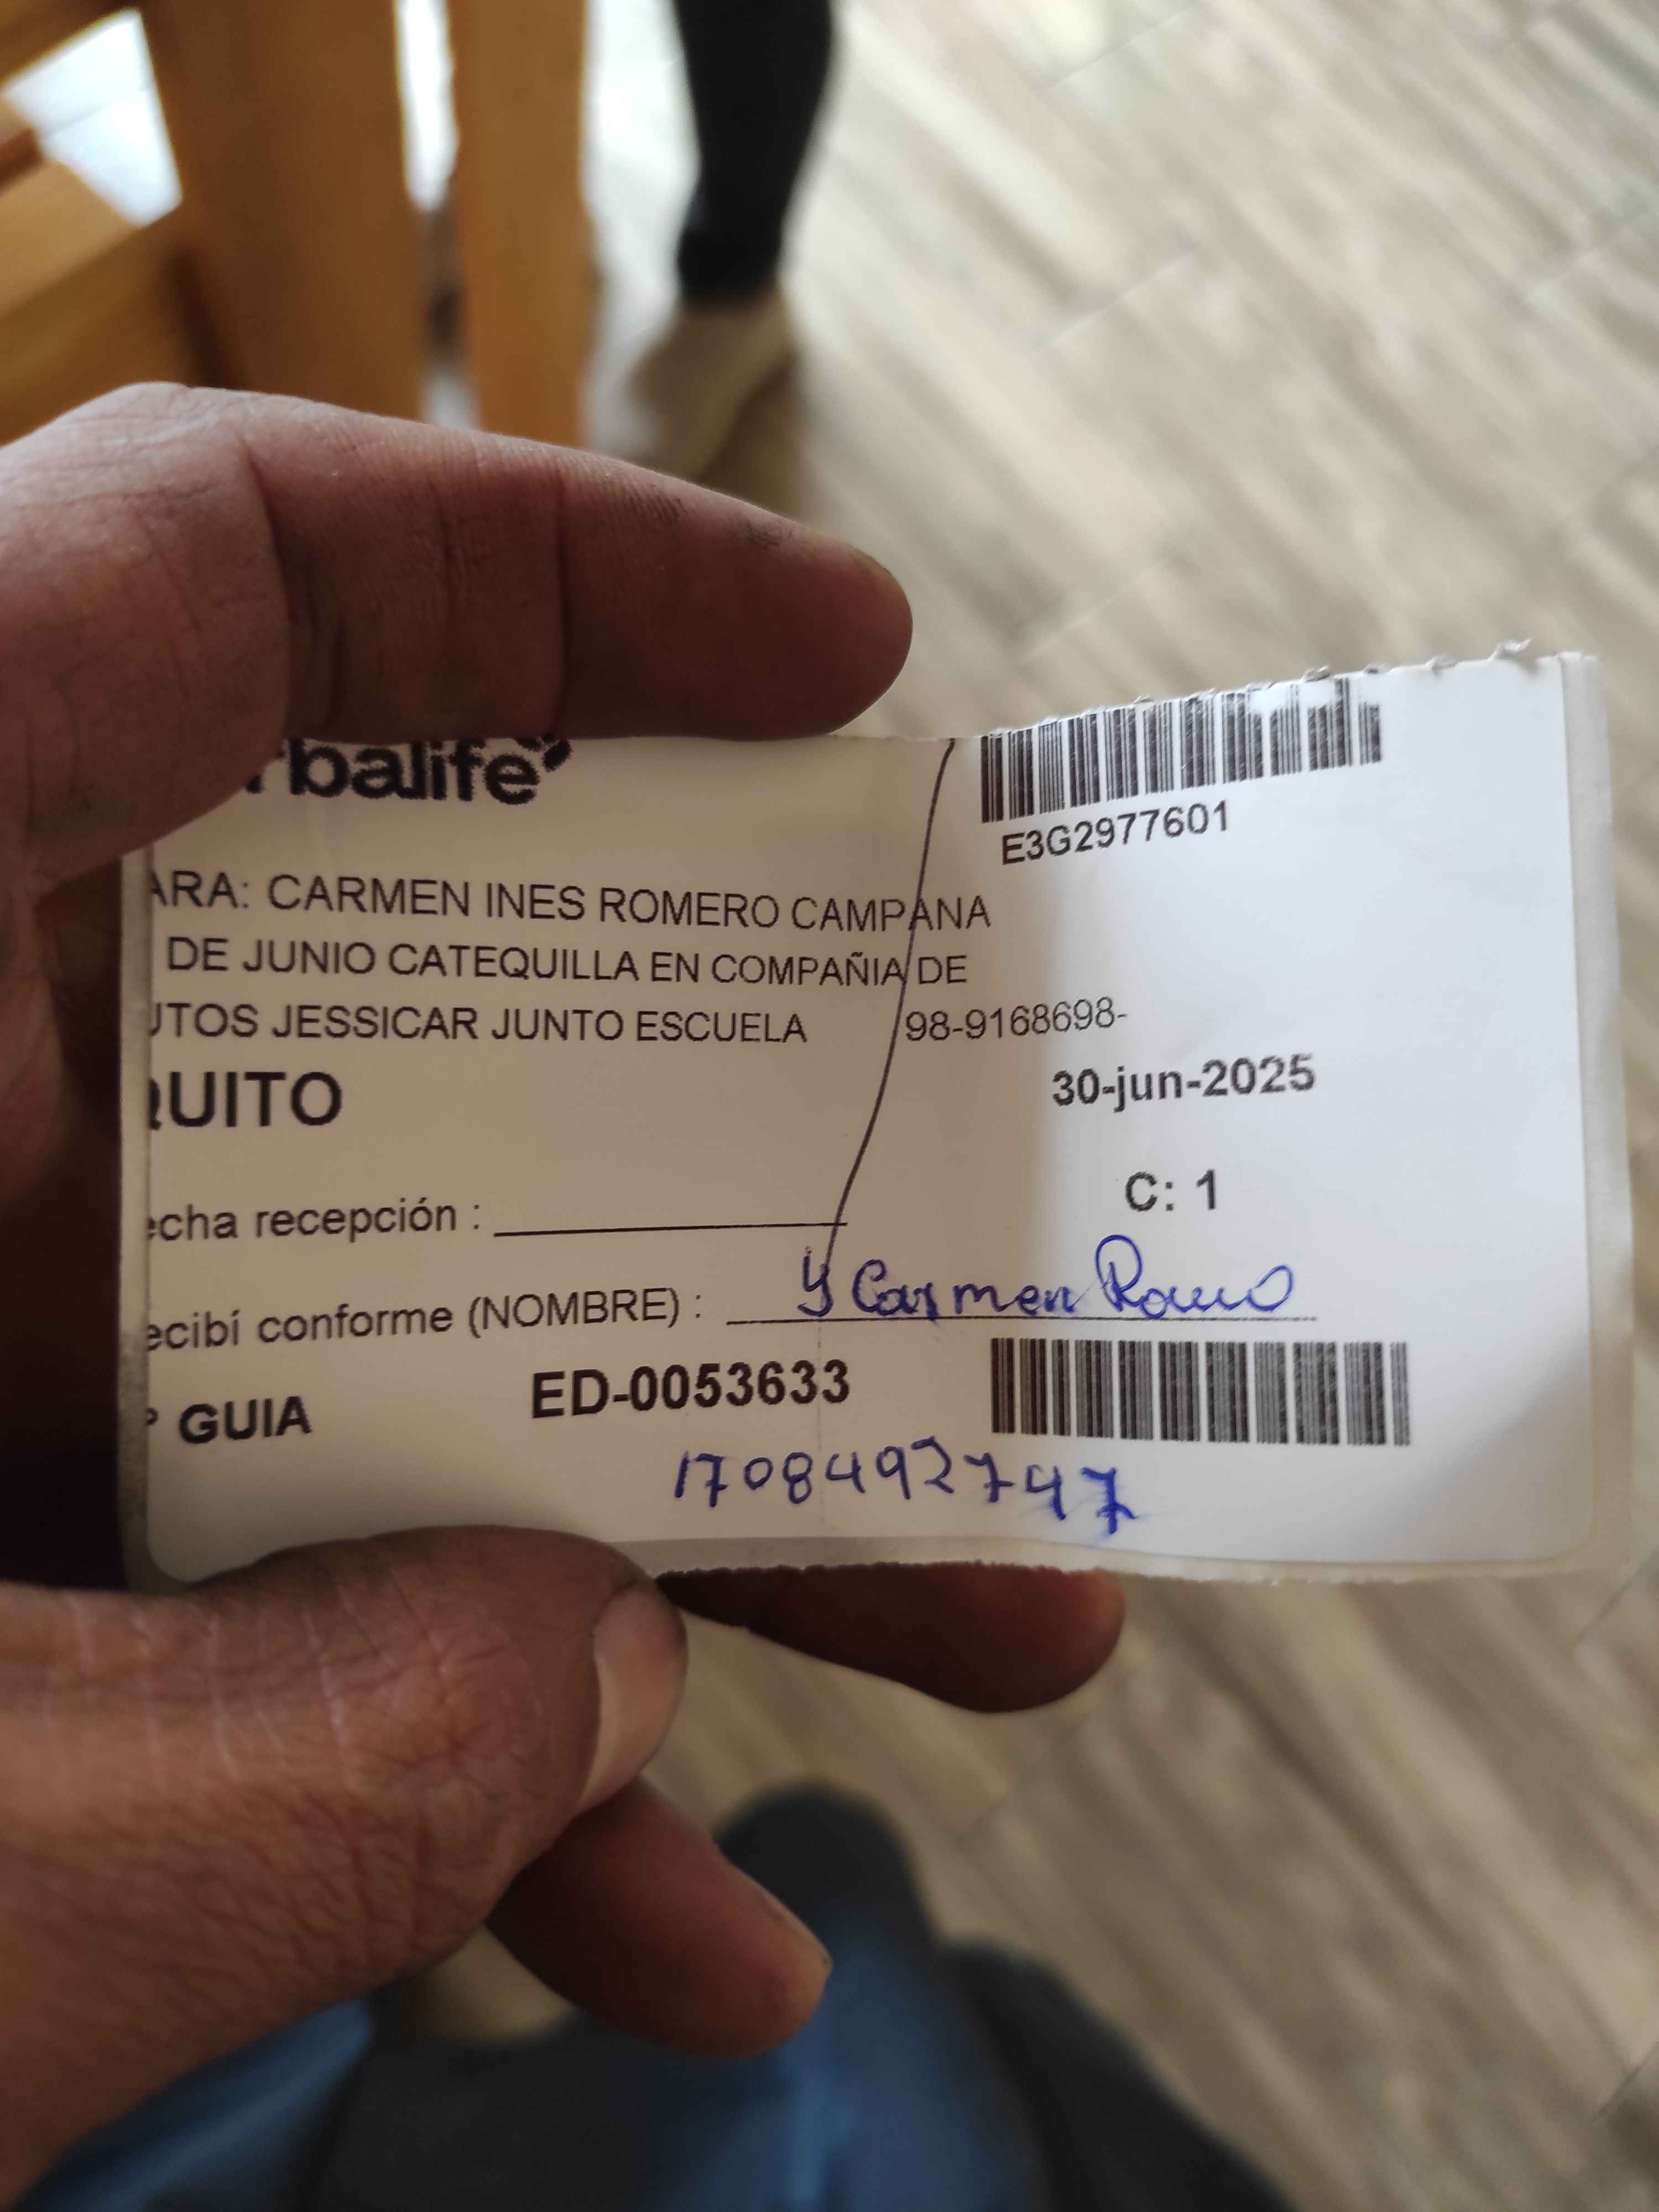 rbalife
E3G2977601
ARA: CARMEN INES ROMERO CAMPANA
DE JUNIO CATEQUILLA EN COMPAÑIA DE
UTOS JESSICAR JUNTO ESCUELA 98-9168698-
QUITO
30-jun-2025
C: 1
echa recepción :
ecibí conforme (NOMBRE) : Carmen
° GUIA ED-0053633
1708492747